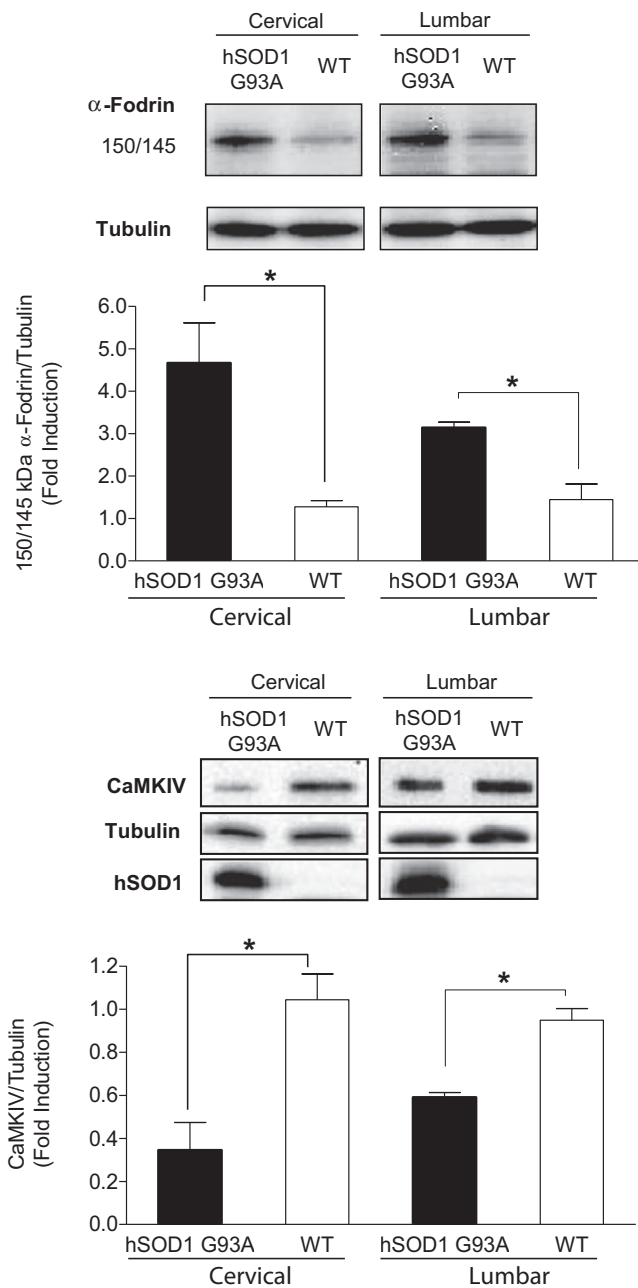 Cervical
Lumbar
hSOD1 G93A
WT
hSOD1 G93A
WT
α-Fodrin
150/145
Tubulin
*
*
150/145 kDa α-Fodrin/Tubulin
(Fold Induction)
6.0
5.0
4.0
3.0
2.0
1.0
0.0
hSOD1 G93A WT hSOD1 G93A WT
Cervical Lumbar
Cervical
Lumbar
hSOD1 G93A
WT
hSOD1 G93A
WT
CaMKIV
Tubulin
hSOD1
*
*
CaMKIV/Tubulin
(Fold Induction)
1.2
1.0
0.8
0.6
0.4
0.2
0.0
hSOD1 G93A WT hSOD1 G93A WT
Cervical Lumbar